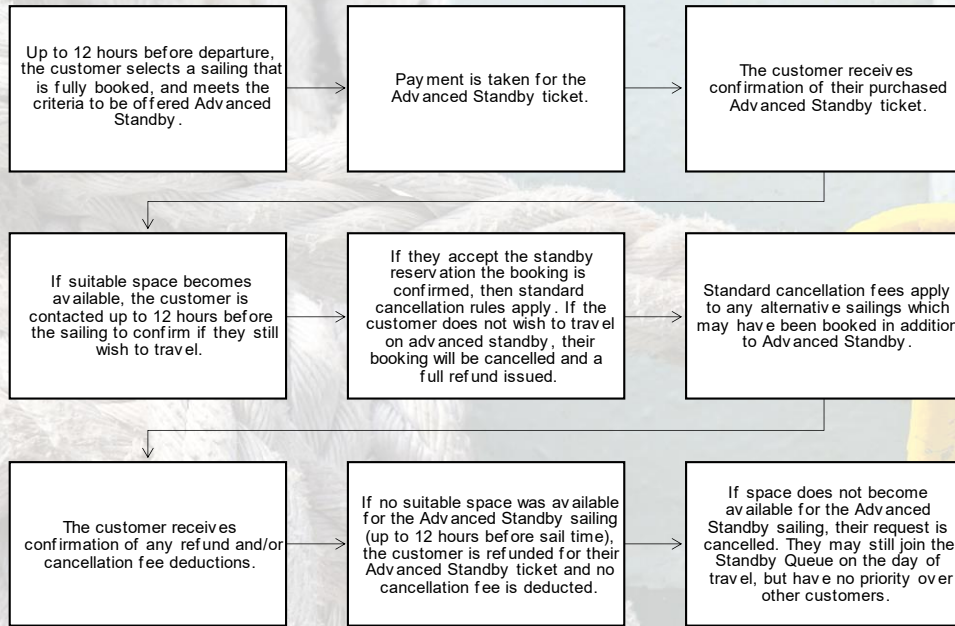 Up to 12 hours before departure,
the customer selects a sailing that
is fully booked, and meets the
criteria to be offered Advanced
Standby.
Payment is taken for the
Advanced Standby ticket.
The customer receives
confirmation of their purchased
Advanced Standby ticket.
If suitable space becomes
available, the customer is
contacted up to 12 hours before
the sailing to confirm if they still
wish to travel.
If they accept the standby
reservation the booking is
confirmed, then standard
cancellation rules apply. If the
customer does not wish to travel
on advanced standby, their
booking will be cancelled and a
full refund issued.
Standard cancellation fees apply
to any alternative sailings which
may have been booked in addition
to Advanced Standby.
The customer receives
confirmation of any refund and/or
cancellation fee deductions.
If no suitable space was available
for the Advanced Standby sailing
(up to 12 hours before sail time),
the customer is refunded for their
Advanced Standby ticket and no
cancellation fee is deducted.
If space does not become
available for the Advanced
Standby sailing, their request is
cancelled. They may still join the
Standby Queue on the day of
travel, but have no priority over
other customers.